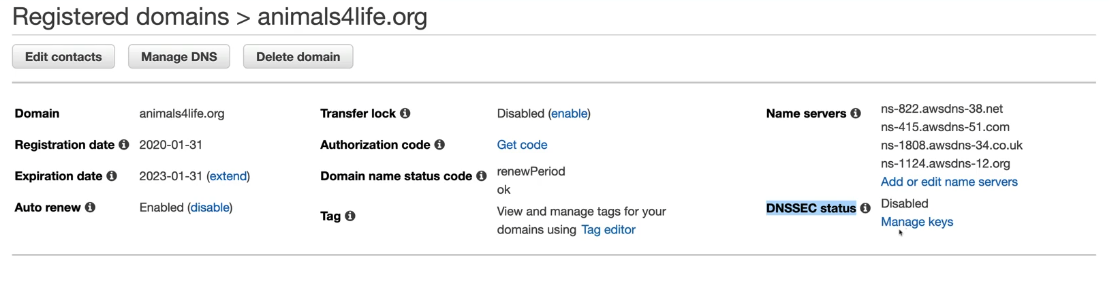 Registered domains > animals4life.org
Edit contacts
Manage DNS
Delete domain
Domain animals4life.org
Registration date 2020-01-31
Expiration date 2023-01-31 (extend)
Auto renew Enabled (disable)
Transfer lock Disabled (enable)
Authorization code Get code
Domain name status code renewPeriod
ok
Tag View and manage tags for your
domains using Tag editor
Name servers ns-822.awsdns-38.net
ns-415.awsdns-51.com
ns-1808.awsdns-34.co.uk
ns-1124.awsdns-12.org
Add or edit name servers
DNSSEC status Disabled
Manage keys